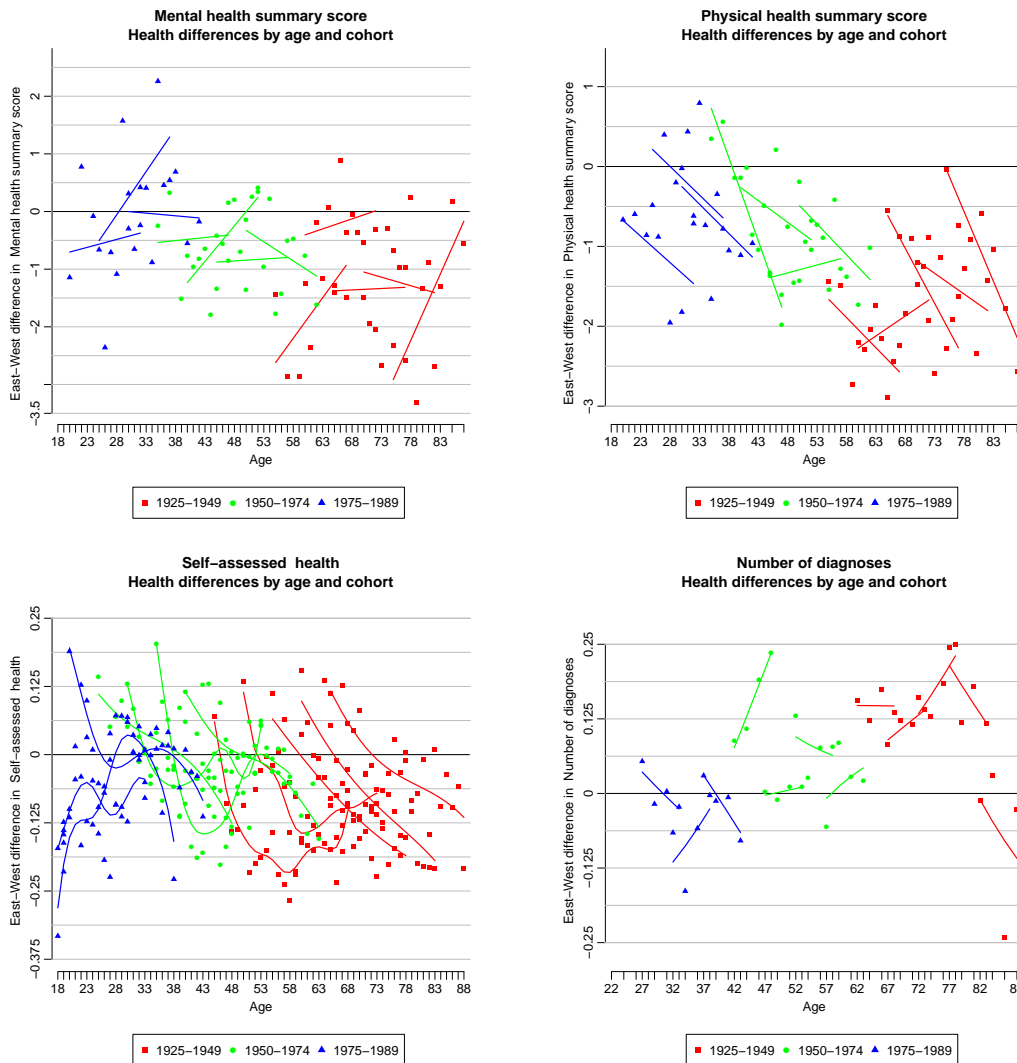 Mental health summary score
Health differences by age and cohort
East−West difference in Mental health summary score
2
1
0
−2
−3.5
18 23 28 33 38 43 48 53 58 63 68 73 78 83
Age
1925−1949 1950−1974 1975−1989
Physical health summary score
Health differences by age and cohort
East−West difference in Physical health summary score
1
0
−1
−2
−3
18 23 28 33 38 43 48 53 58 63 68 73 78 83
Age
1925−1949 1950−1974 1975−1989
Self−assessed health
Health differences by age and cohort
East−West difference in Self−assessed health
0.25
0.125
0
−0.125
−0.25
−0.375
18 23 28 33 38 43 48 53 58 63 68 73 78 83 88
Age
1925−1949 1950−1974 1975−1989
Number of diagnoses
Health differences by age and cohort
East−West difference in Number of diagnoses
0.25
0.125
0
−0.125
−0.25
22 27 32 37 42 47 52 57 62 67 72 77 82
Age
1925−1949 1950−1974 1975−1989